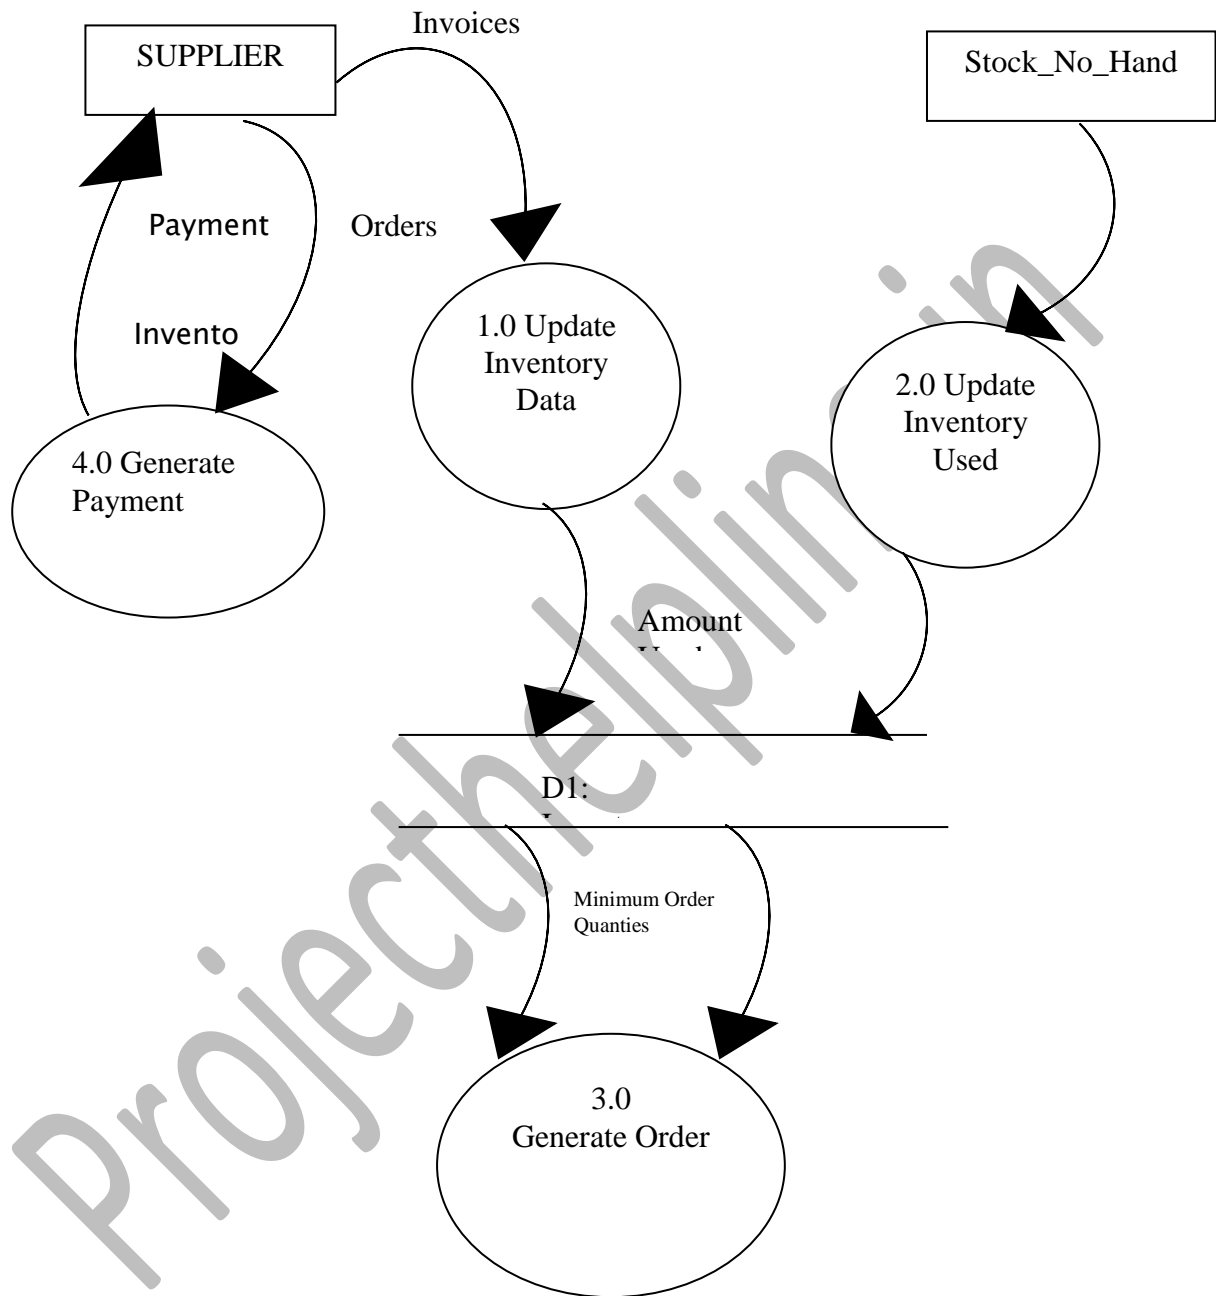 Invoices
SUPPLIER
Stock_No_Hand
Payment
Orders
Invento
1.0 Update
Inventory
Data
2.0 Update
Inventory
Used
4.0 Generate
Payment
Amount
D1:
Minimum Order
Quanties
3.0
Generate Order
Projecthelpline.in